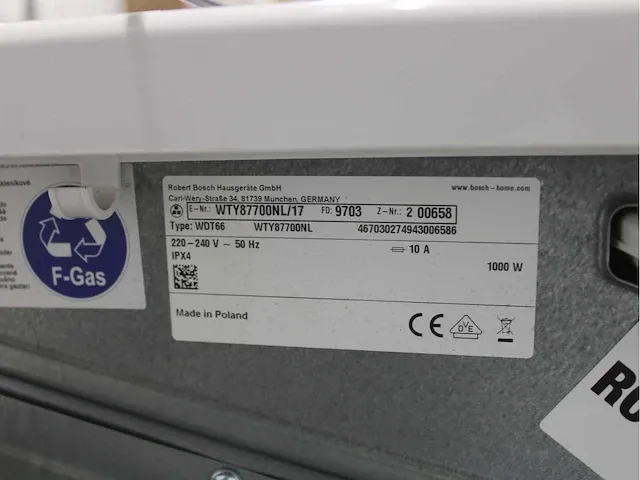 Robert Bosch Hausgeräte GmbH
Carl-Wery-Straße 34, 81739 München, GERMANY
www.bosch-home.com
E-Nr.: WTY87700NL/17 FD: 9703 Z-Nr.: 2 00658
Type: WDT66 WTY87700NL 467030274943006586
220-240 V ~ 50 Hz 10 A
IPX4 1000 W
Made in Poland
CE
DVE
F-Gas